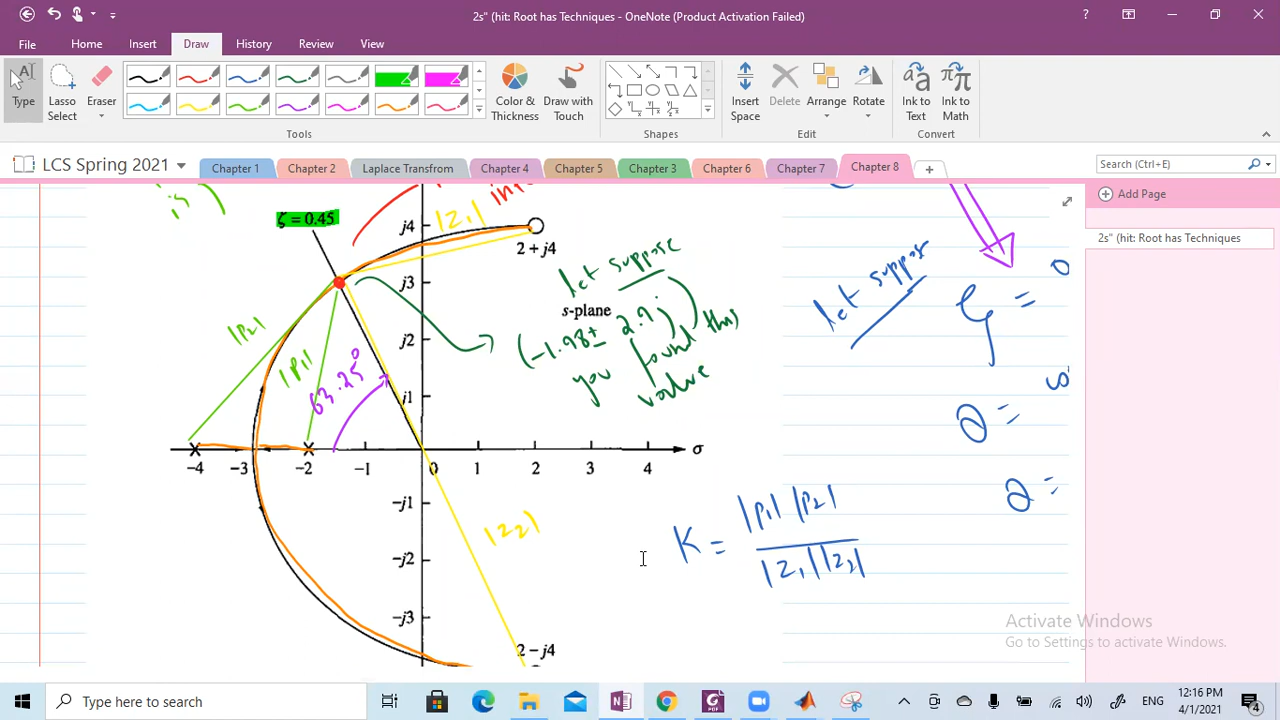 2s" (hit: Root has Techniques - OneNote (Product Activation Failed)
File Home Insert Draw History Review View
Type
Lasso Select
Eraser
Color & Thickness
Draw with Touch
Insert Space
Delete
Arrange
Rotate
Ink to Text
Ink to Math
Tools
Shapes
Edit
Convert
LCS Spring 2021
Chapter 1 Chapter 2 Laplace Transfrom Chapter 4 Chapter 5 Chapter 3 Chapter 6 Chapter 7 Chapter 8
Search (Ctrl+E)
Add Page
2s" (hit: Root has Techniques
is
ζ = 0.45
j4
|z1|
2 + j4
let suppose
j3
s-plane
(-1.98± 2.9j)
you found this
value
|P2|
|P1|
63.25°
j2
j1
-4 -3 -2 -1 0 1 2 3 4 σ
-j1
-j2
-j3
|z2|
2 - j4
K = |P1| |P2| / |z1| |z2|
let suppose
ζ =
∂ =
∂ =
Activate Windows
Go to Settings to activate Windows.
Type here to search
ENG
12:16 PM
4/1/2021
4